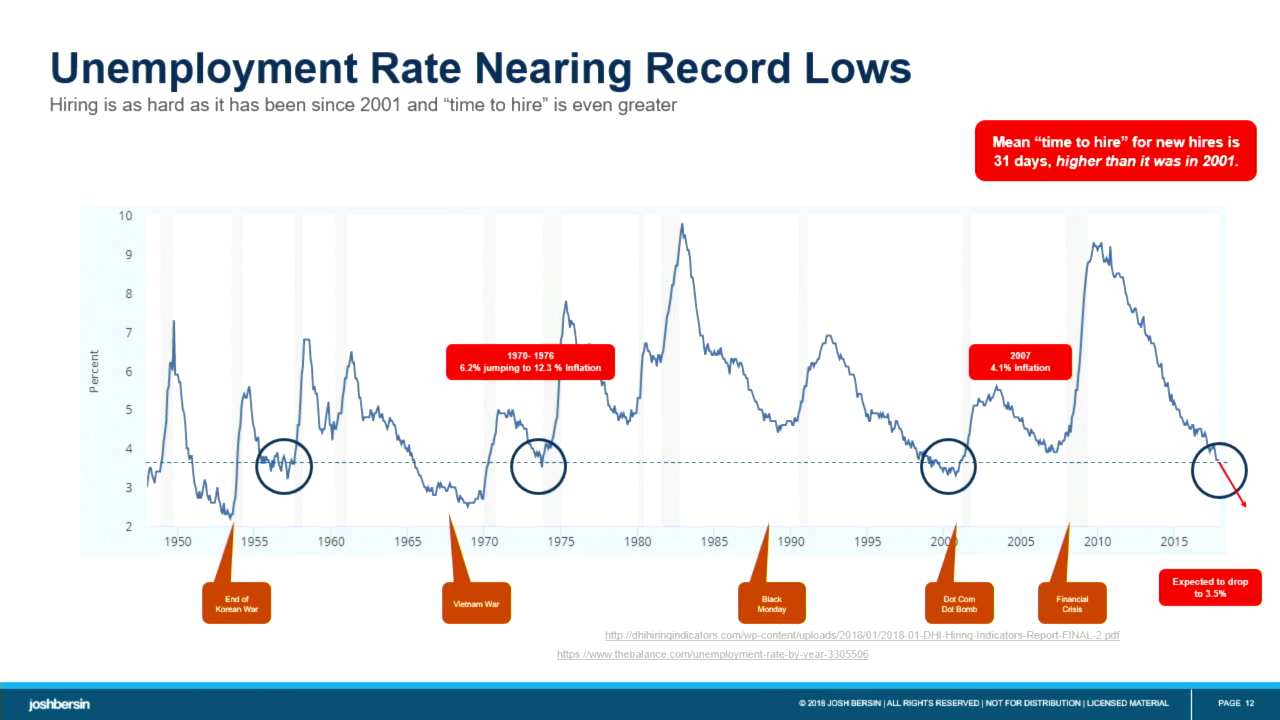 Unemployment Rate Nearing Record Lows
Hiring is as hard as it has been since 2001 and “time to hire” is even greater
Mean “time to hire” for new hires is
31 days, higher than it was in 2001.
10
9
8
7
6
5
4
3
2
Percent
1970- 1976
6.2% jumping to 12.3 % Inflation
2007
4.1% Inflation
1950
1955
1960
1965
1970
1975
1980
1985
1990
1995
2000
2005
2010
2015
End of
Korean War
Vietnam War
Black
Monday
Dot Com
Dot Bomb
Financial
Crisis
Expected to drop
to 3.5%
http://dhihiringindicators.com/wp-content/uploads/2018/01/2018-01-DHI-Hiring-Indicators-Report-FINAL-2.pdf
https://www.thebalance.com/unemployment-rate-by-year-3305506
joshbersin
© 2018 JOSH BERSIN | ALL RIGHTS RESERVED | NOT FOR DISTRIBUTION | LICENSED MATERIAL
PAGE 12